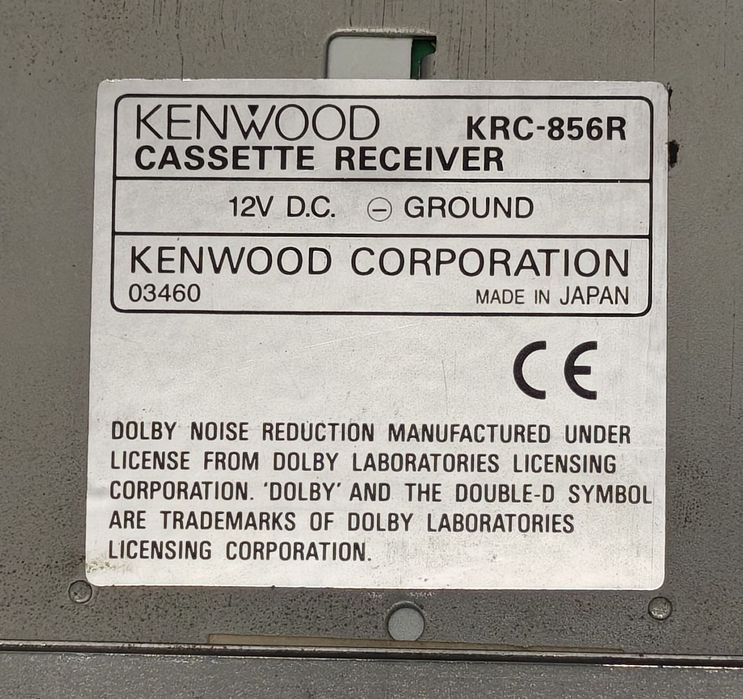 KENWOOD KRC-856R
CASSETTE RECEIVER
12V D.C. ⊖ GROUND
KENWOOD CORPORATION
03460 MADE IN JAPAN
CE
DOLBY NOISE REDUCTION MANUFACTURED UNDER
LICENSE FROM DOLBY LABORATORIES LICENSING
CORPORATION. 'DOLBY' AND THE DOUBLE-D SYMBOL
ARE TRADEMARKS OF DOLBY LABORATORIES
LICENSING CORPORATION.